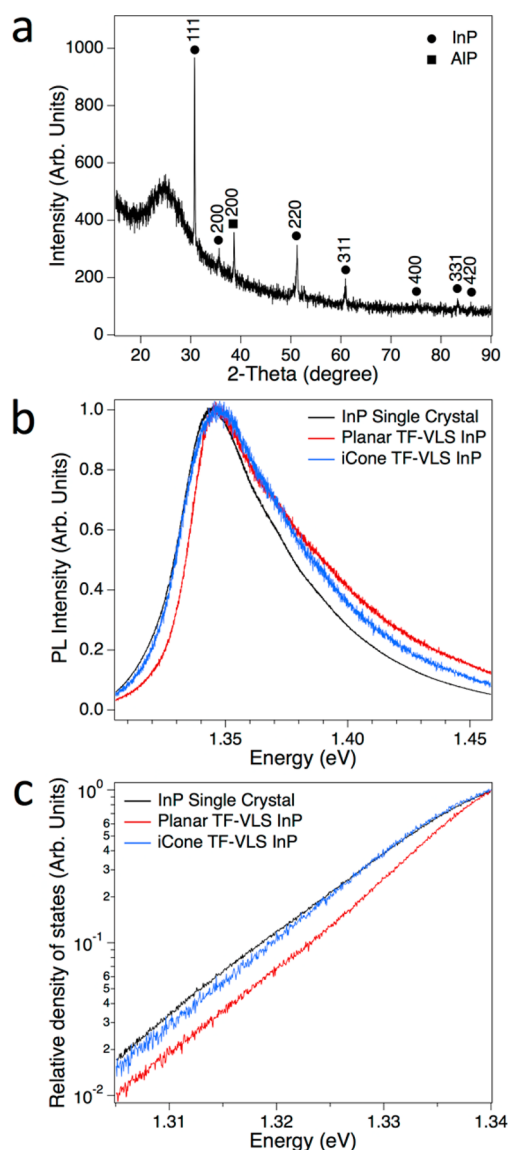 a
111
InP
AlP
1000
800
600
400
200
0
Intensity (Arb. Units)
200
200
220
311
400
331
420
20 30 40 50 60 70 80 90
2-Theta (degree)
b
InP Single Crystal
Planar TF-VLS InP
iCone TF-VLS InP
1.0
0.8
0.6
0.4
0.2
0.0
PL Intensity (Arb. Units)
1.35 1.40 1.45
Energy (eV)
c
InP Single Crystal
Planar TF-VLS InP
iCone TF-VLS InP
10⁰
6
5
4
3
2
10⁻¹
6
5
4
3
2
10⁻²
Relative density of states (Arb. Units)
1.31 1.32 1.33 1.34
Energy (eV)